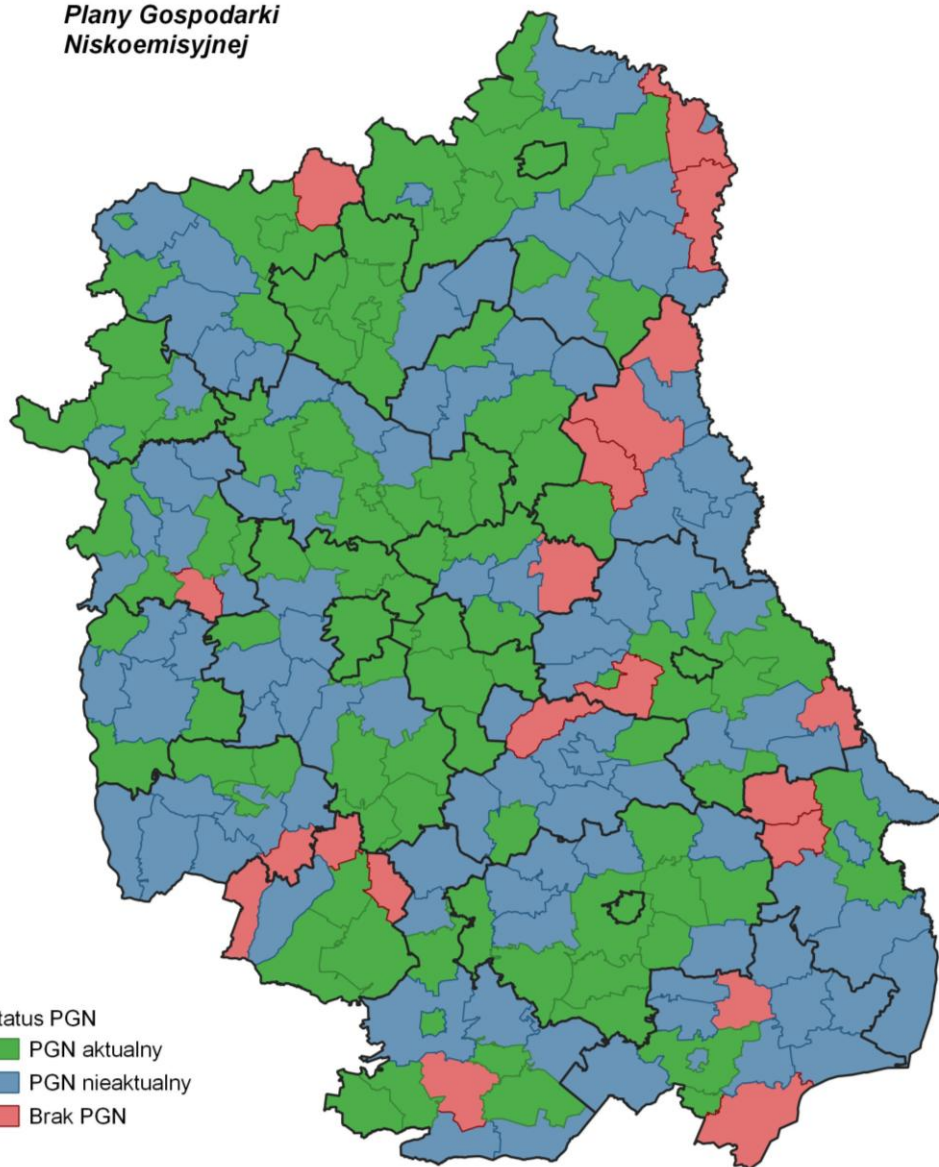 Plany Gospodarki
Niskoemisyjnej
tatus PGN
PGN aktualny
PGN nieaktualny
Brak PGN